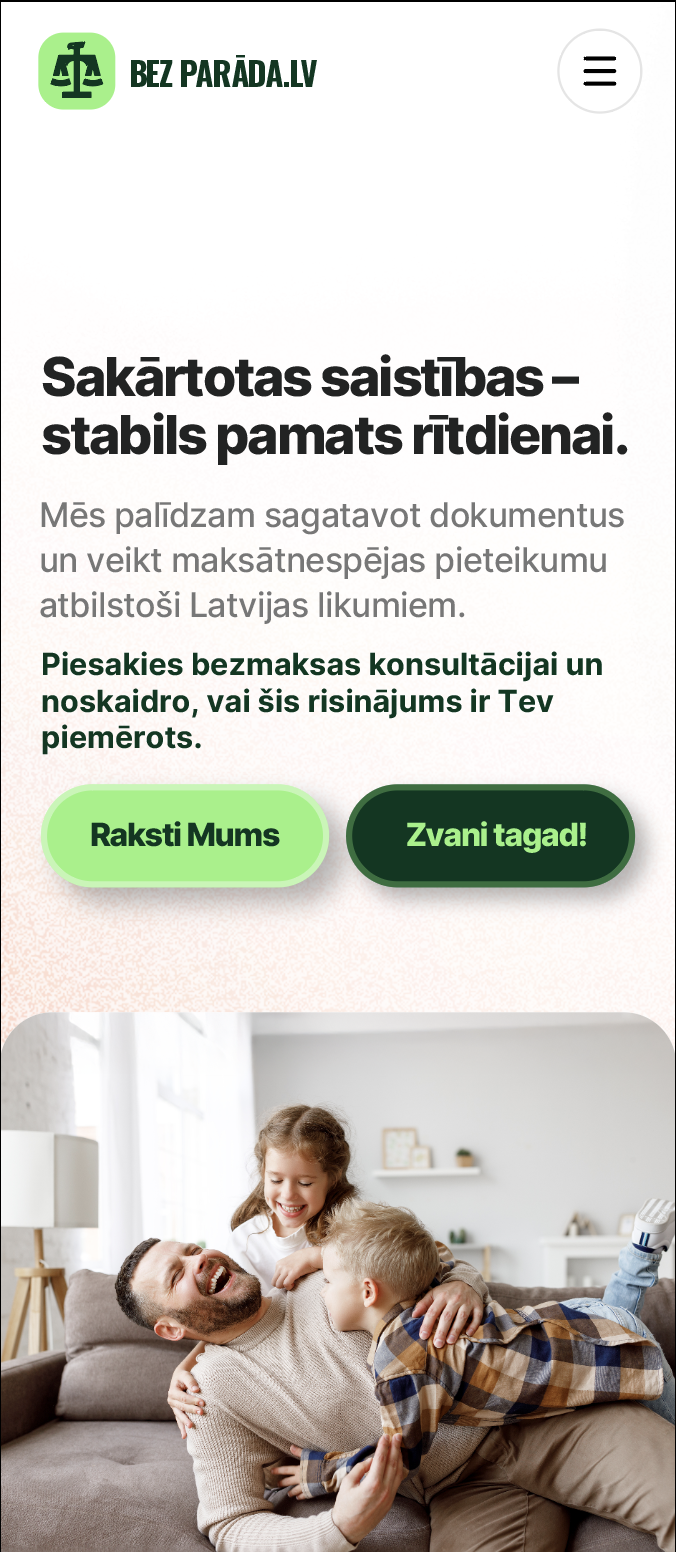 BEZ PARĀDA.LV
Sakārtotas saistības –
stabils pamats rītdienai.
Mēs palīdzam sagatavot dokumentus
un veikt maksātnespējas pieteikumu
atbilstoši Latvijas likumiem.
Piesakies bezmaksas konsultācijai un
noskaidro, vai šis risinājums ir Tev
piemērots.
Raksti Mums
Zvani tagad!